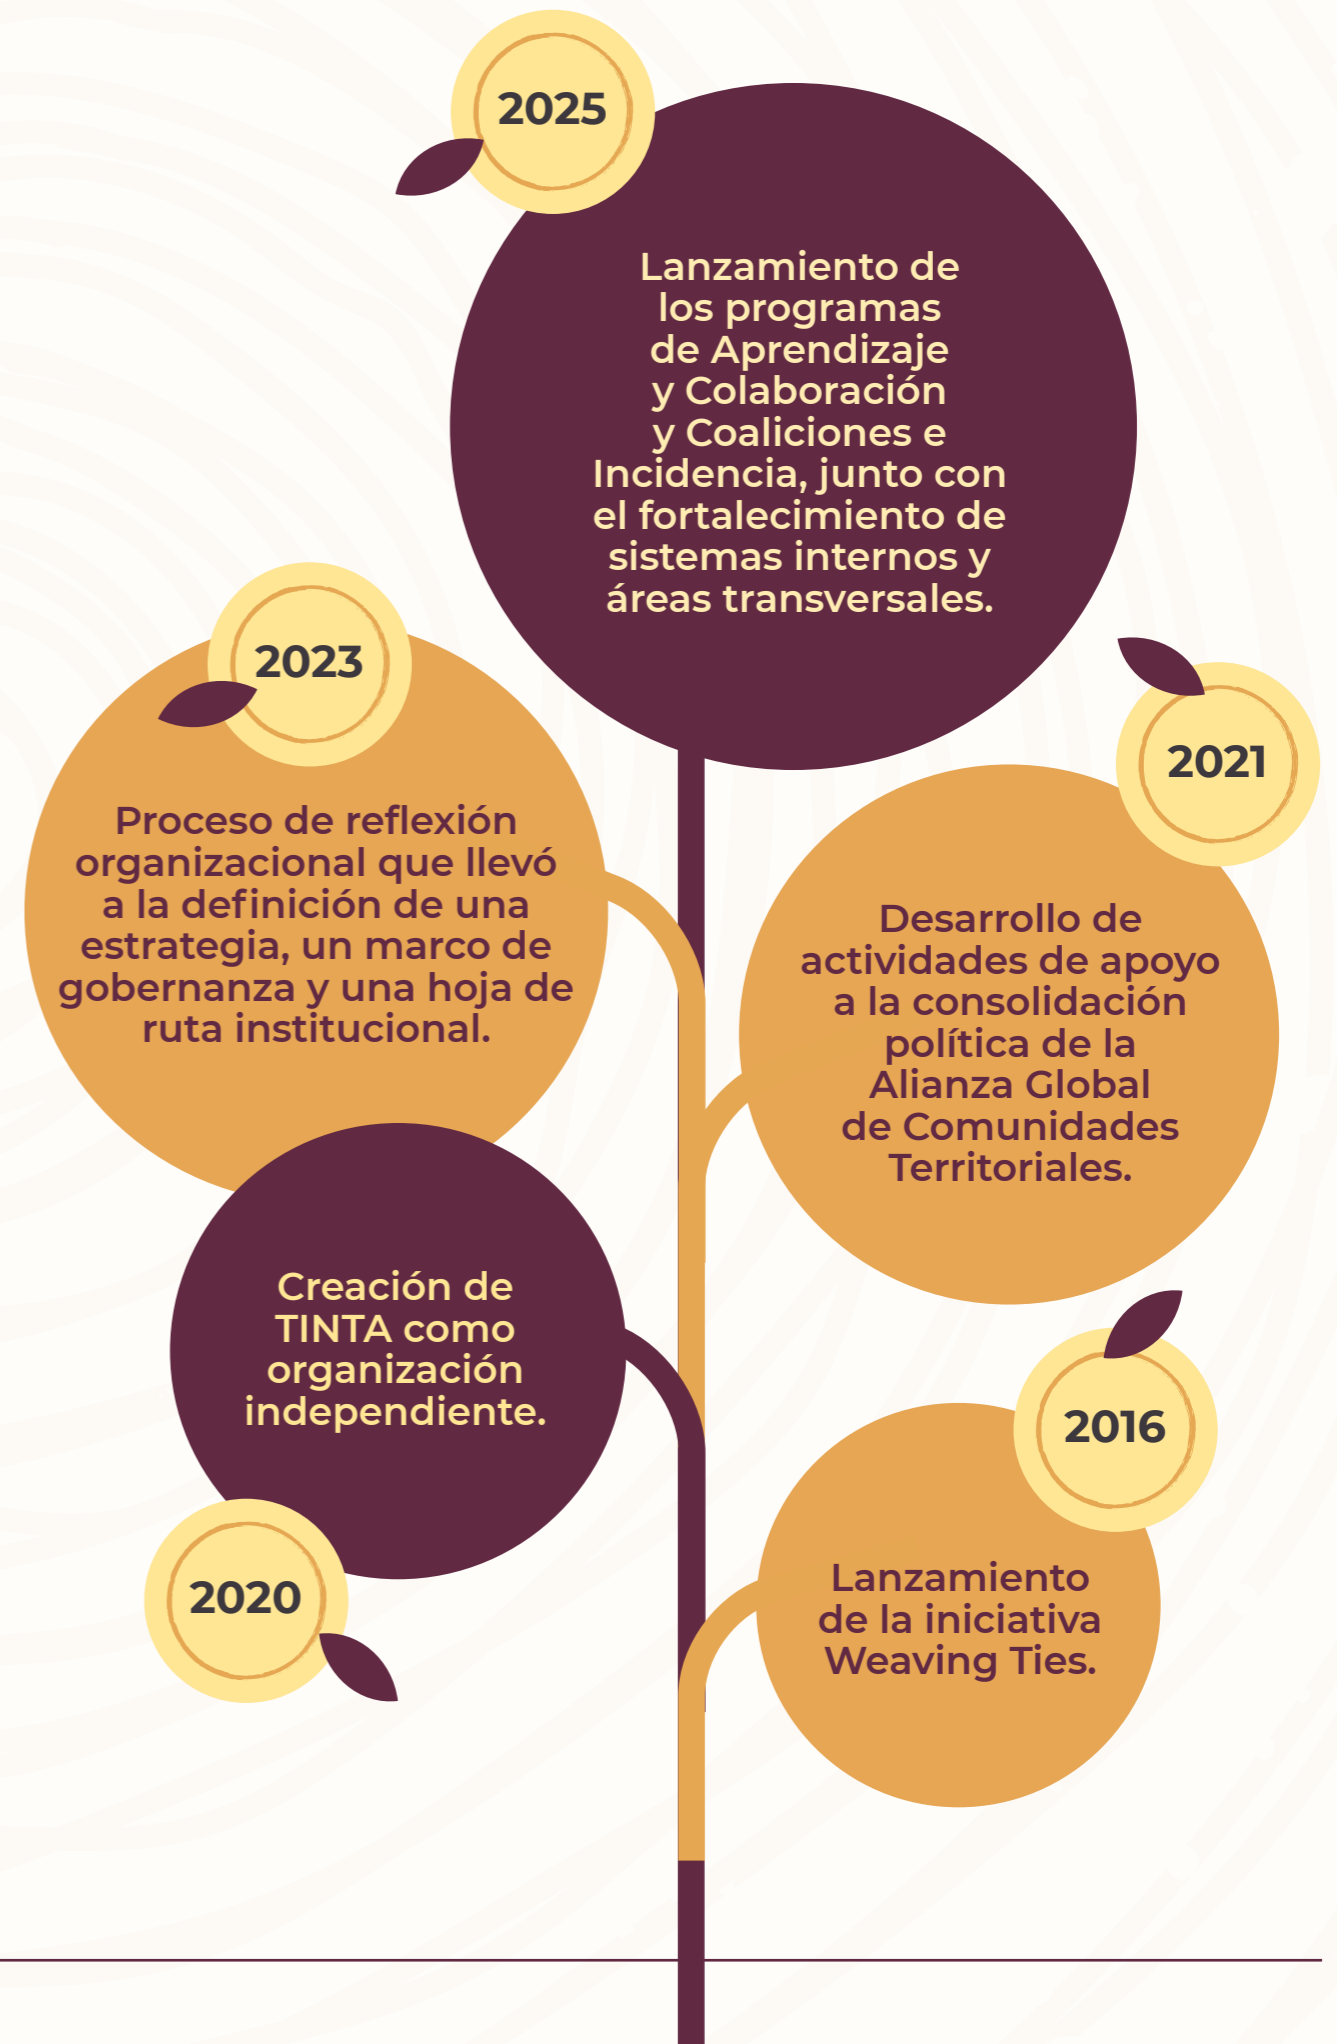 2025
Lanzamiento de
los programas
de Aprendizaje
y Colaboración
y Coaliciones e
Incidencia, junto con
el fortalecimiento de
sistemas internos y
áreas transversales.
2023
Proceso de reflexión
organizacional que llevó
a la definición de una
estrategia, un marco de
gobernanza y una hoja de
ruta institucional.
2021
Desarrollo de
actividades de apoyo
a la consolidación
política de la
Alianza Global
de Comunidades
Territoriales.
Creación de
TINTA como
organización
independiente.
2020
2016
Lanzamiento
de la iniciativa
Weaving Ties.